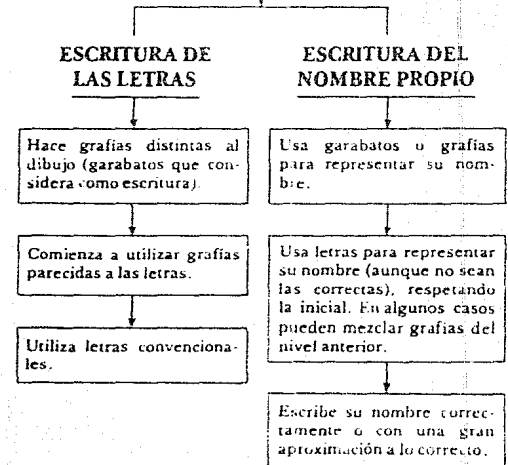 ESCRITURA DE
LAS LETRAS
Hace grafías distintas al
dibujo (garabatos que con-
sidera como escritura).
Comienza a utilizar grafías
parecidas a las letras.
Utiliza letras convenciona-
les.
ESCRITURA DEL
NOMBRE PROPIO
Usa garabatos o grafías
para representar su nom-
bre.
Usa letras para representar
su nombre (aunque no sean
las correctas), respetando
la inicial. En algunos casos
pueden mezclar grafías del
nivel anterior.
Escribe su nombre correc-
tamente o con una gran
aproximación a lo correcto.